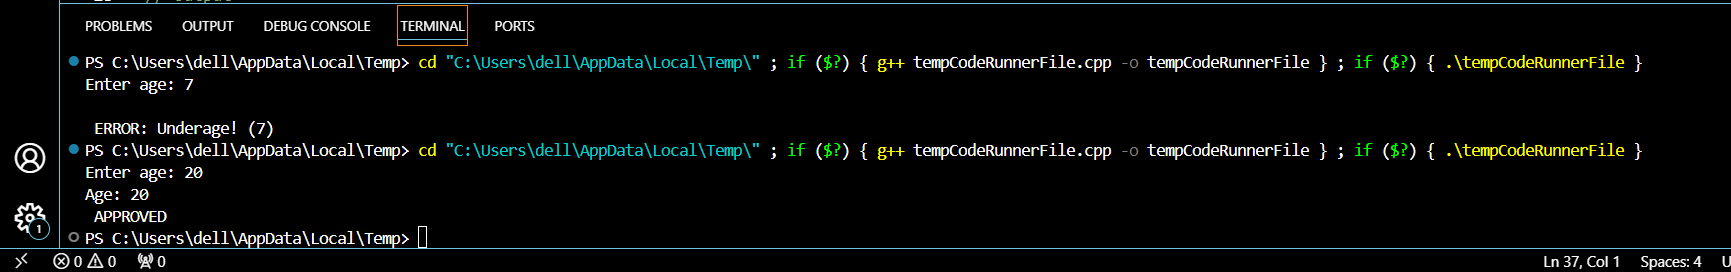 PROBLEMS OUTPUT DEBUG CONSOLE TERMINAL PORTS
PS C:\Users\dell\AppData\Local\Temp> cd "C:\Users\dell\AppData\Local\Temp\" ; if ($?) { g++ tempCodeRunnerFile.cpp -o tempCodeRunnerFile } ; if ($?) { .\tempCodeRunnerFile }
Enter age: 7
ERROR: Underage! (7)
PS C:\Users\dell\AppData\Local\Temp> cd "C:\Users\dell\AppData\Local\Temp\" ; if ($?) { g++ tempCodeRunnerFile.cpp -o tempCodeRunnerFile } ; if ($?) { .\tempCodeRunnerFile }
Enter age: 20
Age: 20
APPROVED
1
PS C:\Users\dell\AppData\Local\Temp>
0 0 0 Ln 37, Col 1 Spaces: 4